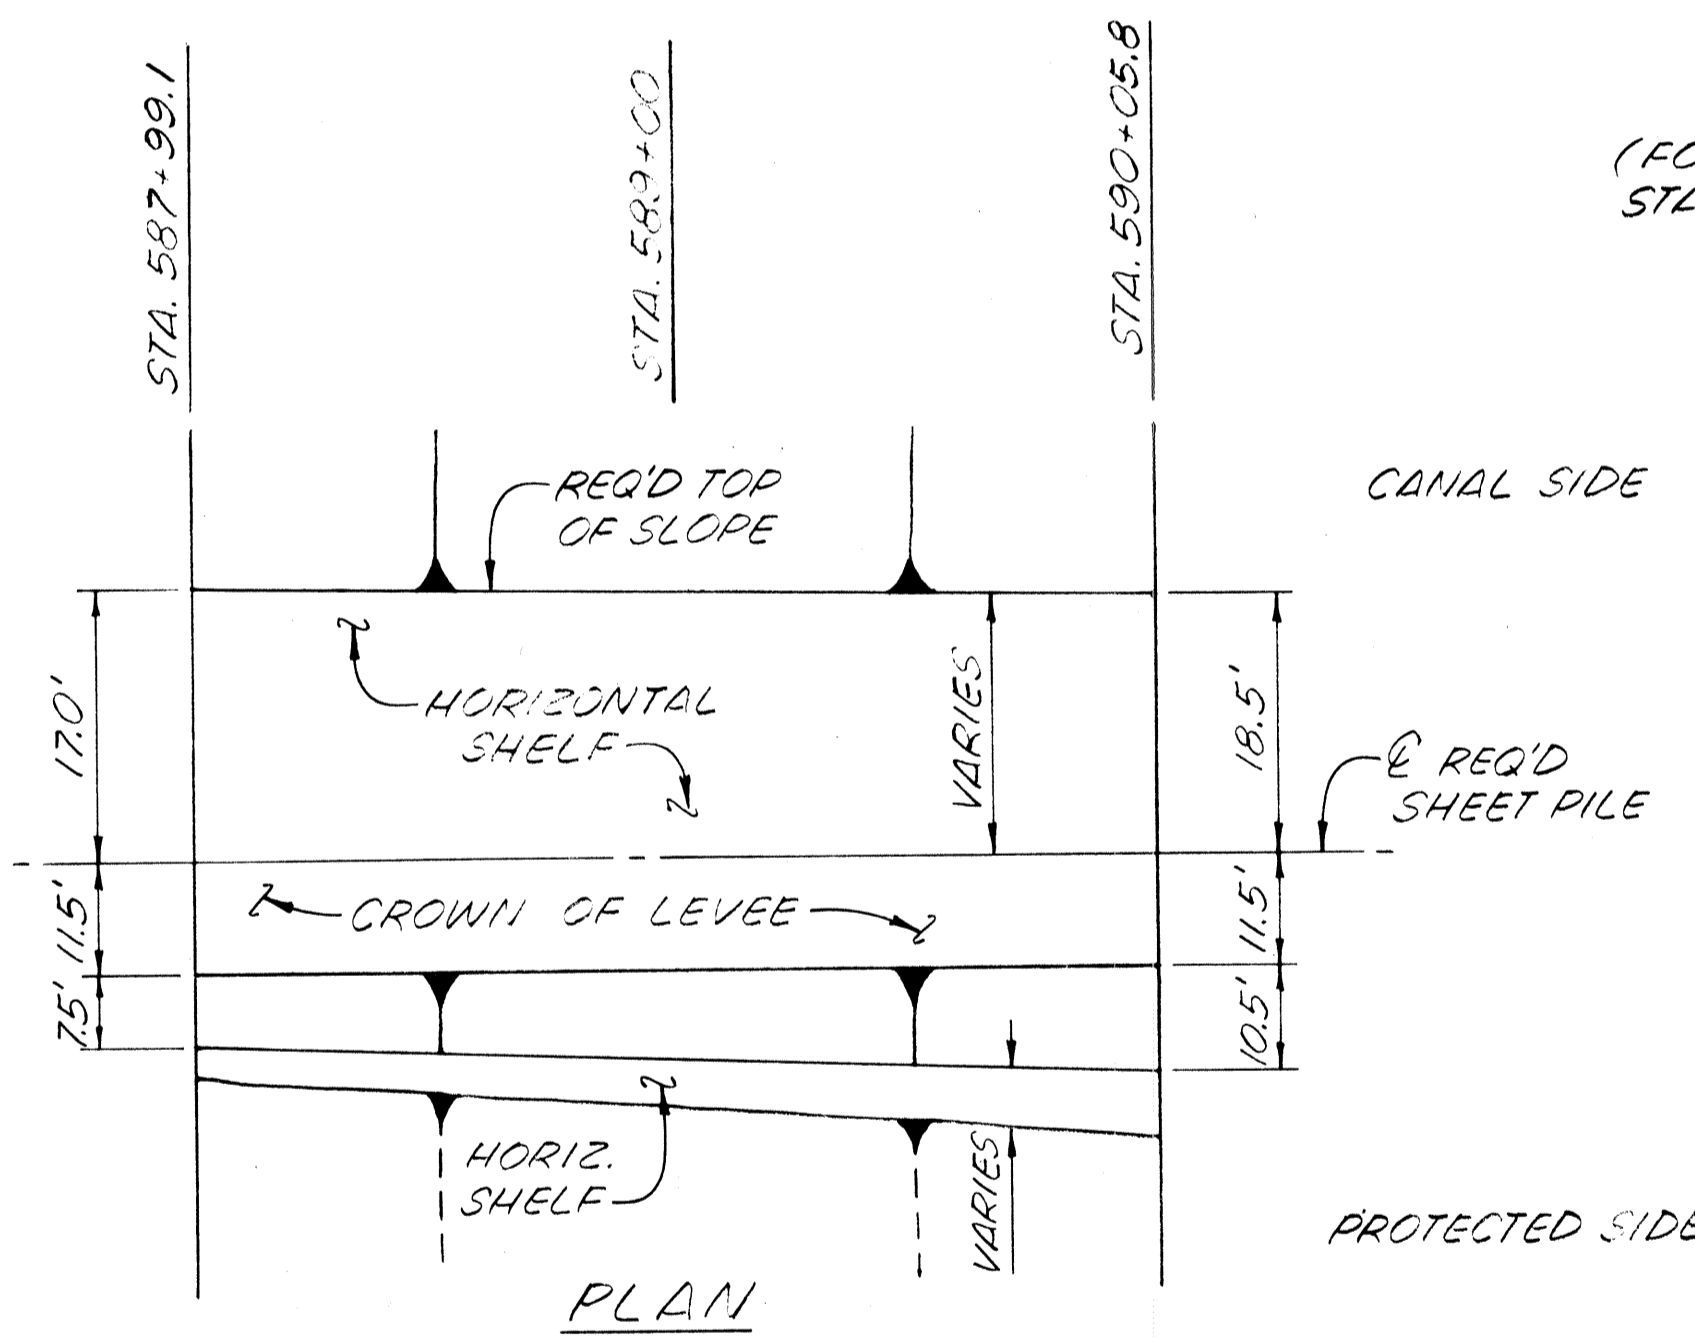 STA. 587+99.1
STA. 589+00
STA. 590+05.8
(FO
STA
CANAL SIDE
REQ'D TOP
OF SLOPE
17.0'
HORIZONTAL
SHELF
VARIES
18.5'
℄ REQ'D
SHEET PILE
11.5'
CROWN OF LEVEE
11.5'
7.5'
10.5'
HORIZ.
SHELF
VARIES
PROTECTED SIDE
PLAN